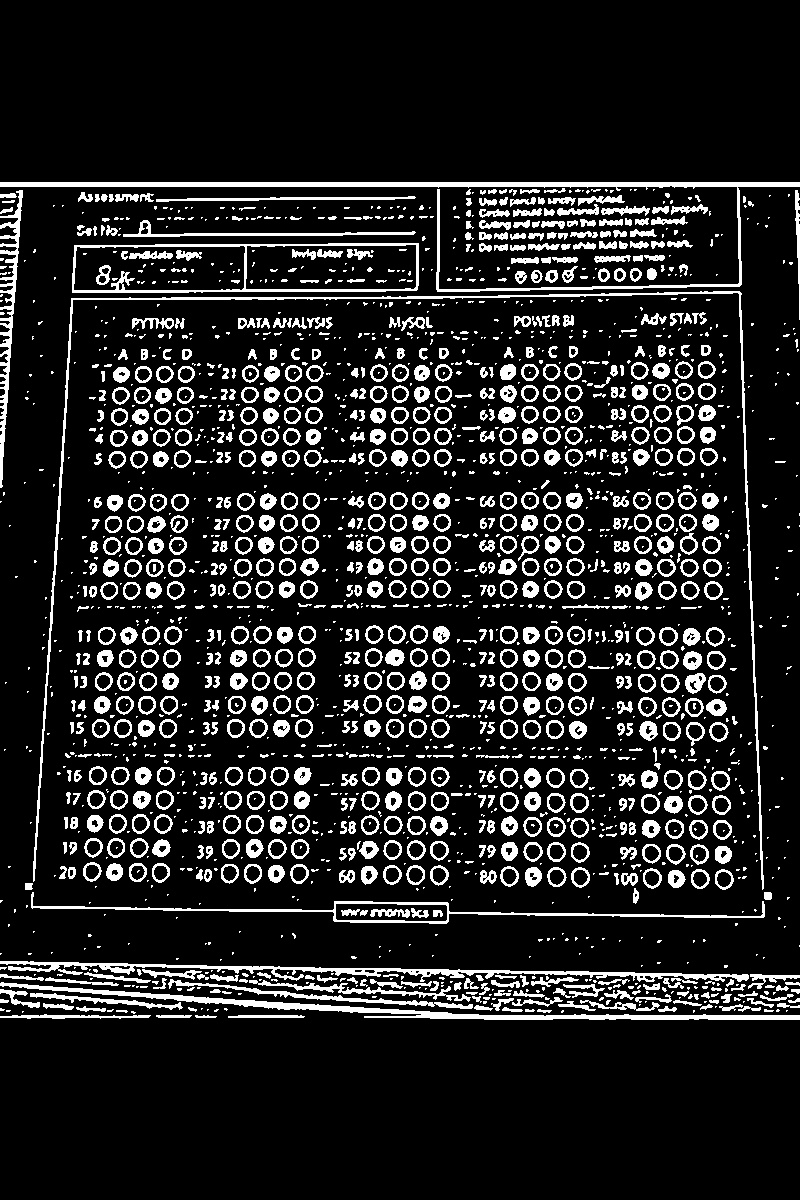 Assessment:
Set No: A
Candidate Sign: Invigilator Sign:
3. Use of pencil is strictly prohibited.
4. Circles should be darkened completely and properly.
5. Cutting and erasing on this sheet is not allowed.
6. Do not use any stray marks on the sheet.
7. Do not use marker or white fluid to hide the mark.
WRONG METHODS CORRECT METHOD
PYTHON DATA ANALYSIS MySQL POWER BI Adv STATS
A B C D A B C D A B C D A B C D A B C D
1 21 41 61 81
2 22 42 62 82
3 23 43 63 83
4 24 44 64 84
5 25 45 65 85
6 26 46 66 86
7 27 47 67 87
8 28 48 68 88
9 29 49 69 89
10 30 50 70 90
11 31 51 71 91
12 32 52 72 92
13 33 53 73 93
14 34 54 74 94
15 35 55 75 95
16 36 56 76 96
17 37 57 77 97
18 38 58 78 98
19 39 59 79 99
20 40 60 80 100
www.innomatics.in